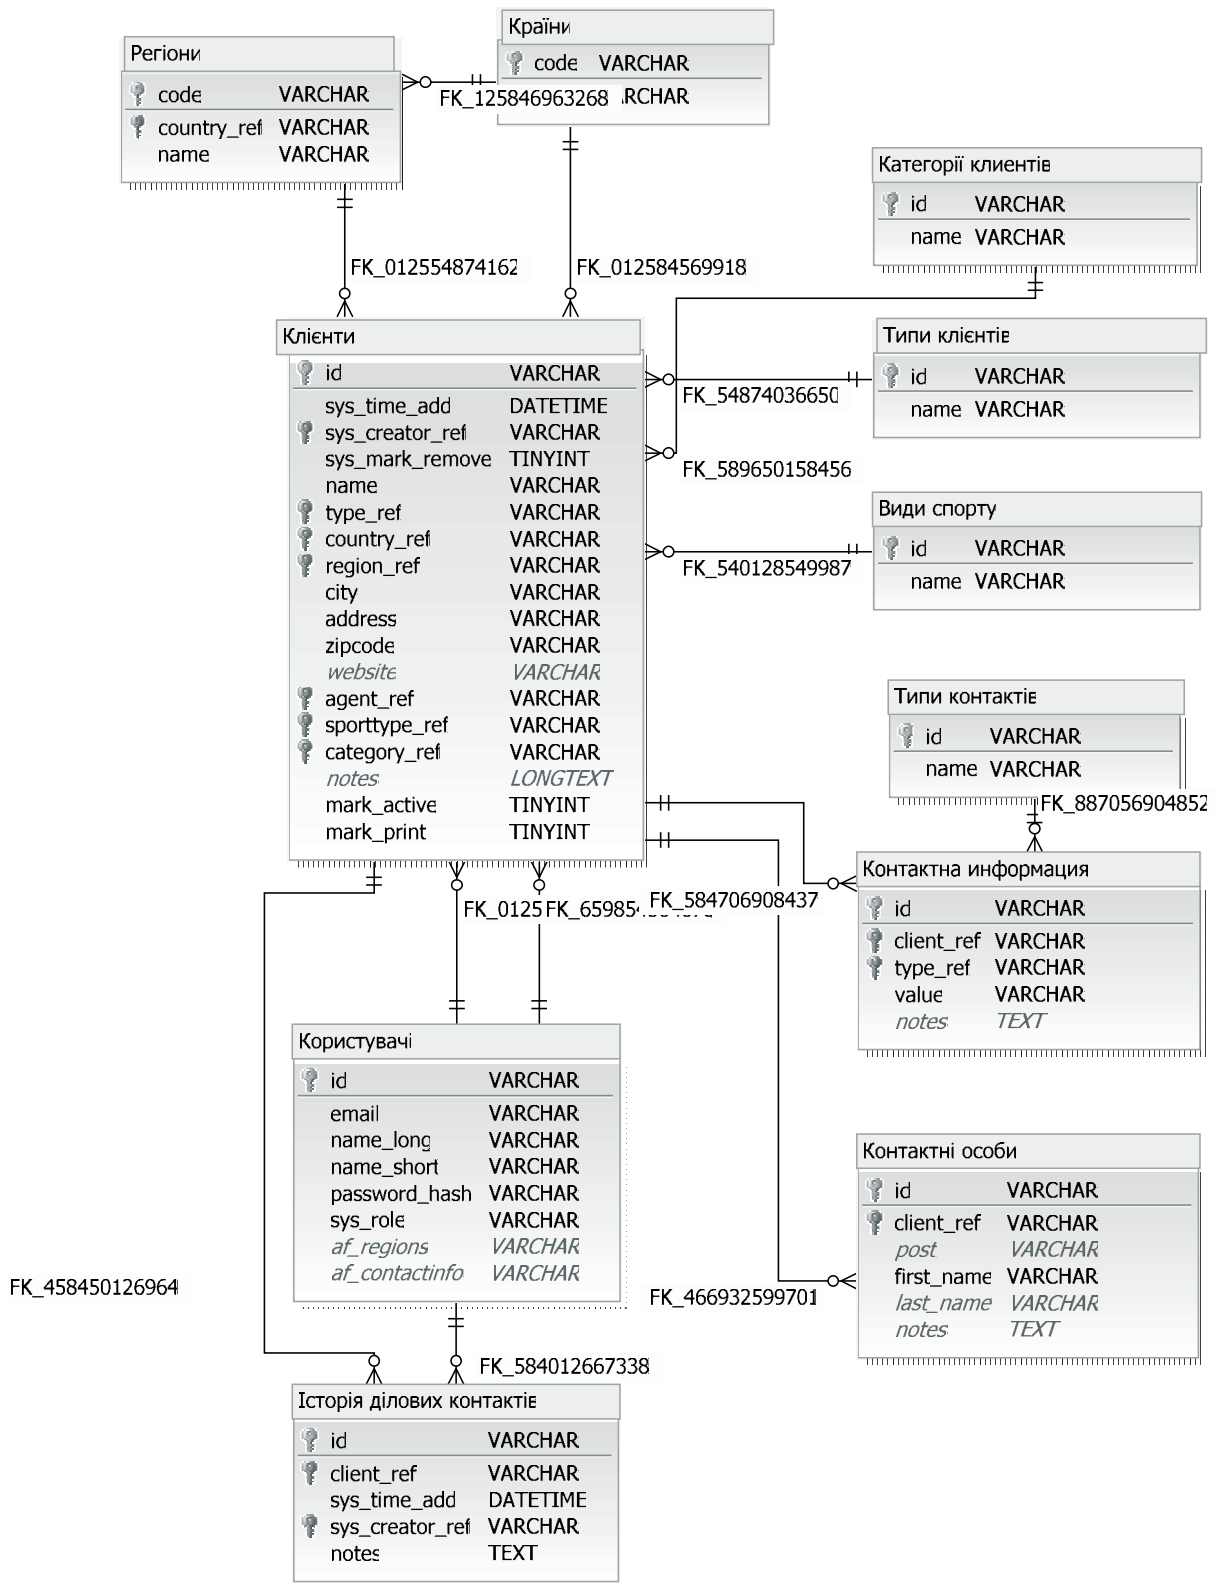 Регіони
code VARCHAR
country_ref VARCHAR
name VARCHAR
Країни
code VARCHAR
FK_125846963268
FK_012554874162
FK_012584569918
Категорії клиентів
id VARCHAR
name VARCHAR
Клієнти
id VARCHAR
sys_time_add DATETIME
sys_creator_ref VARCHAR
sys_mark_remove TINYINT
name VARCHAR
type_ref VARCHAR
country_ref VARCHAR
region_ref VARCHAR
city VARCHAR
address VARCHAR
zipcode VARCHAR
website VARCHAR
agent_ref VARCHAR
sporttype_ref VARCHAR
category_ref VARCHAR
notes LONGTEXT
mark_active TINYINT
mark_print TINYINT
Типи клієнтів
id VARCHAR
name VARCHAR
FK_54874036650
FK_589650158456
Види спорту
id VARCHAR
name VARCHAR
FK_540128549987
Типи контактів
id VARCHAR
name VARCHAR
FK_887056904852
Контактна информация
id VARCHAR
client_ref VARCHAR
type_ref VARCHAR
value VARCHAR
notes TEXT
FK_584706908437
Користувачі
id VARCHAR
email VARCHAR
name_long VARCHAR
name_short VARCHAR
password_hash VARCHAR
sys_role VARCHAR
af_regions VARCHAR
af_contactinfo VARCHAR
Контактні особи
id VARCHAR
client_ref VARCHAR
post VARCHAR
first_name VARCHAR
last_name VARCHAR
notes TEXT
FK_458450126964
FK_466932599701
FK_584012667338
Історія ділових контактів
id VARCHAR
client_ref VARCHAR
sys_time_add DATETIME
sys_creator_ref VARCHAR
notes TEXT